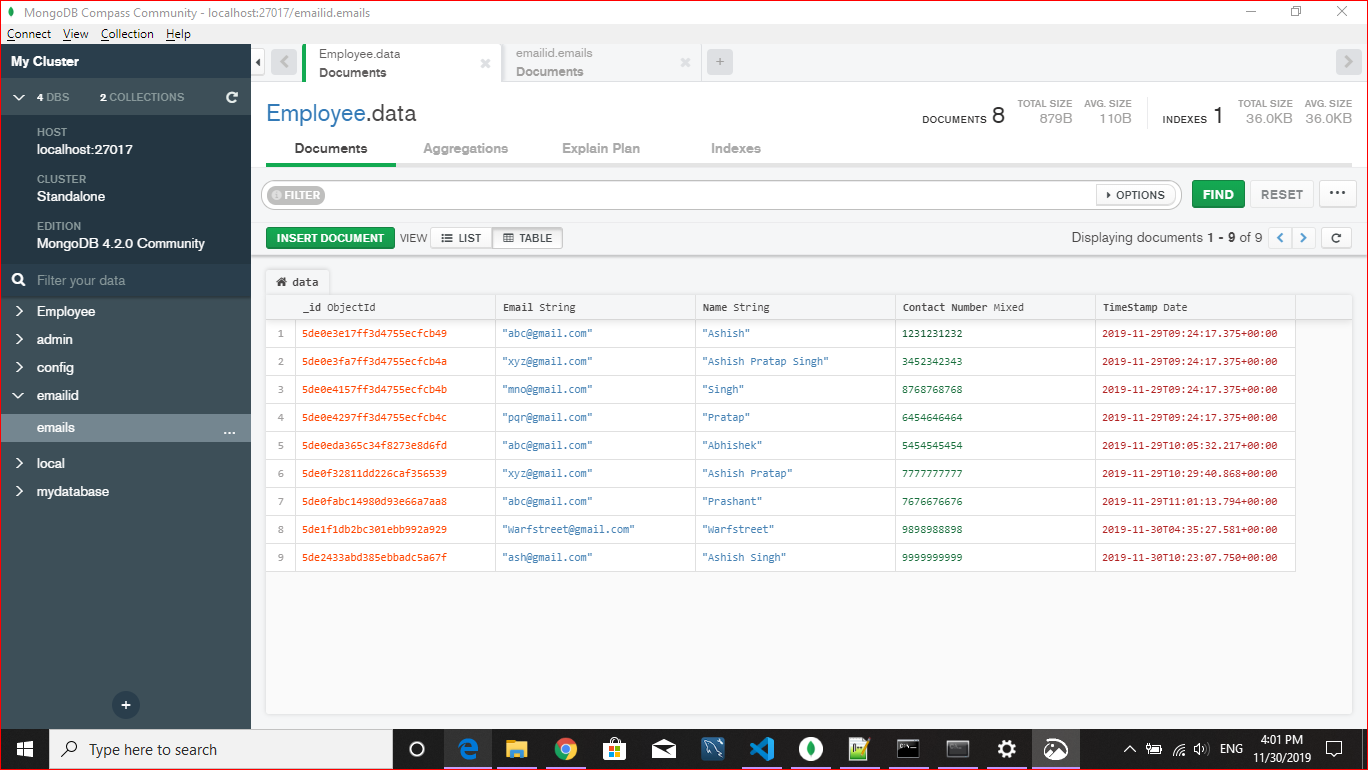 MongoDB Compass Community - localhost:27017/emailid.emails
Connect View Collection Help
My Cluster
4 DBS 2 COLLECTIONS
HOST
localhost:27017
CLUSTER
Standalone
EDITION
MongoDB 4.2.0 Community
Filter your data
Employee
admin
config
emailid
emails ...
local
mydatabase
+
Employee.data
Documents
emailid.emails
Documents
+
Employee.data
DOCUMENTS 8 TOTAL SIZE 879B AVG. SIZE 110B INDEXES 1 TOTAL SIZE 36.0KB AVG. SIZE 36.0KB
Documents Aggregations Explain Plan Indexes
FILTER OPTIONS FIND RESET ...
INSERT DOCUMENT VIEW LIST TABLE Displaying documents 1 - 9 of 9
data
_id ObjectId Email String Name String Contact Number Mixed TimeStamp Date
1 5de0e3e17ff3d4755ecfcb49 "abc@gmail.com" "Ashish" 1231231232 2019-11-29T09:24:17.375+00:00
2 5de0e3fa7ff3d4755ecfcb4a "xyz@gmail.com" "Ashish Pratap Singh" 3452342343 2019-11-29T09:24:17.375+00:00
3 5de0e4157ff3d4755ecfcb4b "mno@gmail.com" "Singh" 8768768768 2019-11-29T09:24:17.375+00:00
4 5de0e4297ff3d4755ecfcb4c "pqr@gmail.com" "Pratap" 6454646464 2019-11-29T09:24:17.375+00:00
5 5de0eda365c34f8273e8d6fd "abc@gmail.com" "Abhishek" 5454545454 2019-11-29T10:05:32.217+00:00
6 5de0f32811dd226caf356539 "xyz@gmail.com" "Ashish Pratap" 7777777777 2019-11-29T10:29:40.868+00:00
7 5de0fabc14980d93e66a7aa8 "abc@gmail.com" "Prashant" 7676676676 2019-11-29T11:01:13.794+00:00
8 5de1f1db2bc301ebb992a929 "Warfstreet@gmail.com" "Warfstreet" 9898988898 2019-11-30T04:35:27.581+00:00
9 5de2433abd385ebbadc5a67f "ash@gmail.com" "Ashish Singh" 9999999999 2019-11-30T10:23:07.750+00:00
Type here to search
ENG
4:01 PM
11/30/2019